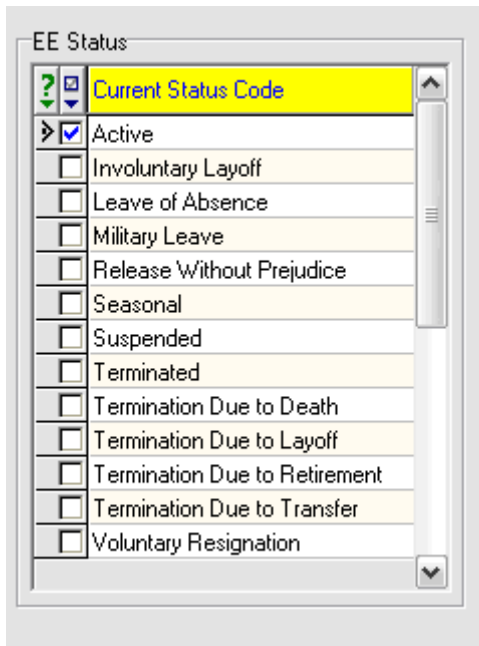 EE Status
? Current Status Code
Active
Involuntary Layoff
Leave of Absence
Military Leave
Release Without Prejudice
Seasonal
Suspended
Terminated
Termination Due to Death
Termination Due to Layoff
Termination Due to Retirement
Termination Due to Transfer
Voluntary Resignation